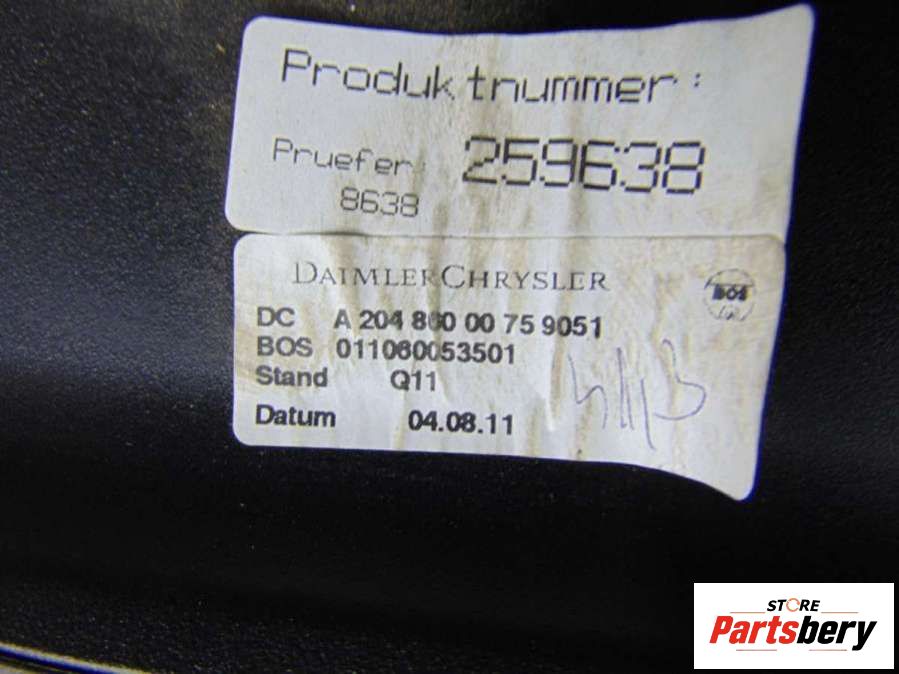 Produktnummer:
Pruefer: 259638
8638
DAIMLERCHRYSLER
BOS
DC A 204 860 00 75 9051
BOS 011060053501
Stand Q11
Datum 04.08.11
STORE
Partsbery